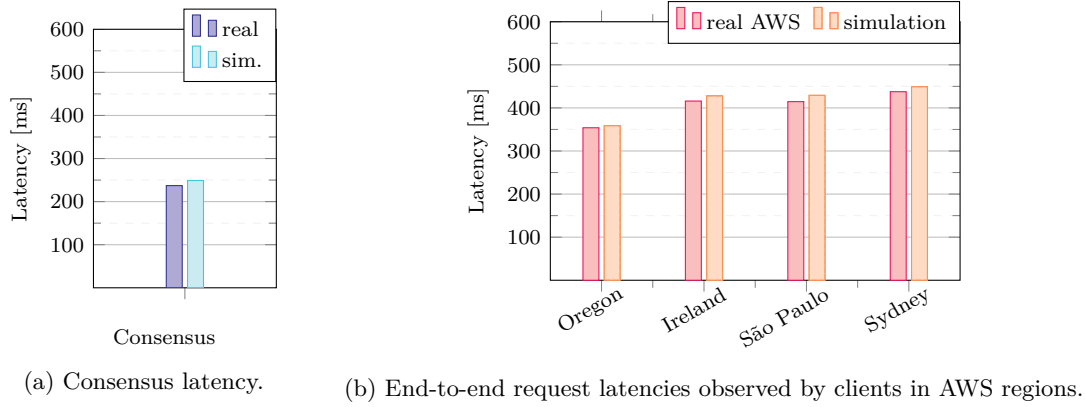 600
500
400
300
200
100
Latency [ms]
real
sim.
Consensus
(a) Consensus latency.
600
500
400
300
200
100
Latency [ms]
real AWS simulation
Oregon Ireland São Paulo Sydney
(b) End-to-end request latencies observed by clients in AWS regions.